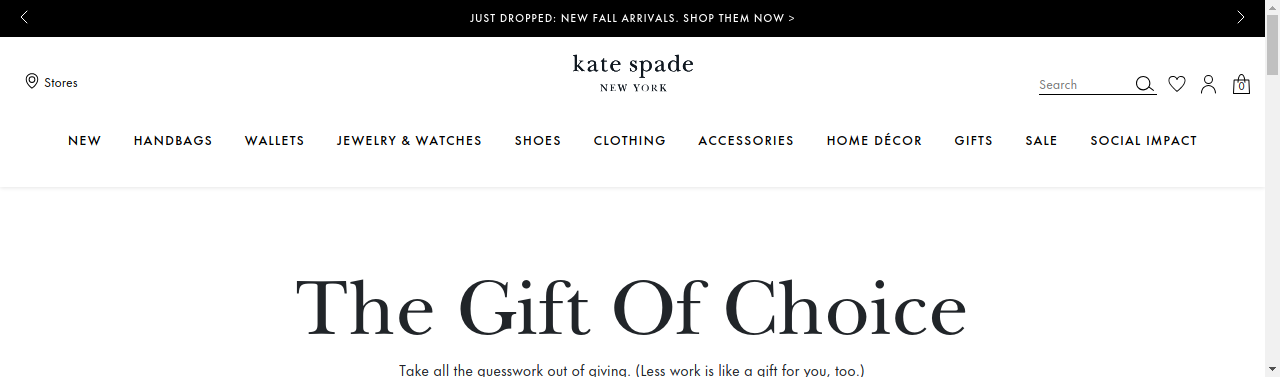 JUST DROPPED: NEW FALL ARRIVALS. SHOP THEM NOW >
kate spade
NEW YORK
Stores
Search
0
NEW HANDBAGS WALLETS JEWELRY & WATCHES SHOES CLOTHING ACCESSORIES HOME DÉCOR GIFTS SALE SOCIAL IMPACT
The Gift Of Choice
Take all the guesswork out of giving. (Less work is like a gift for you, too.)